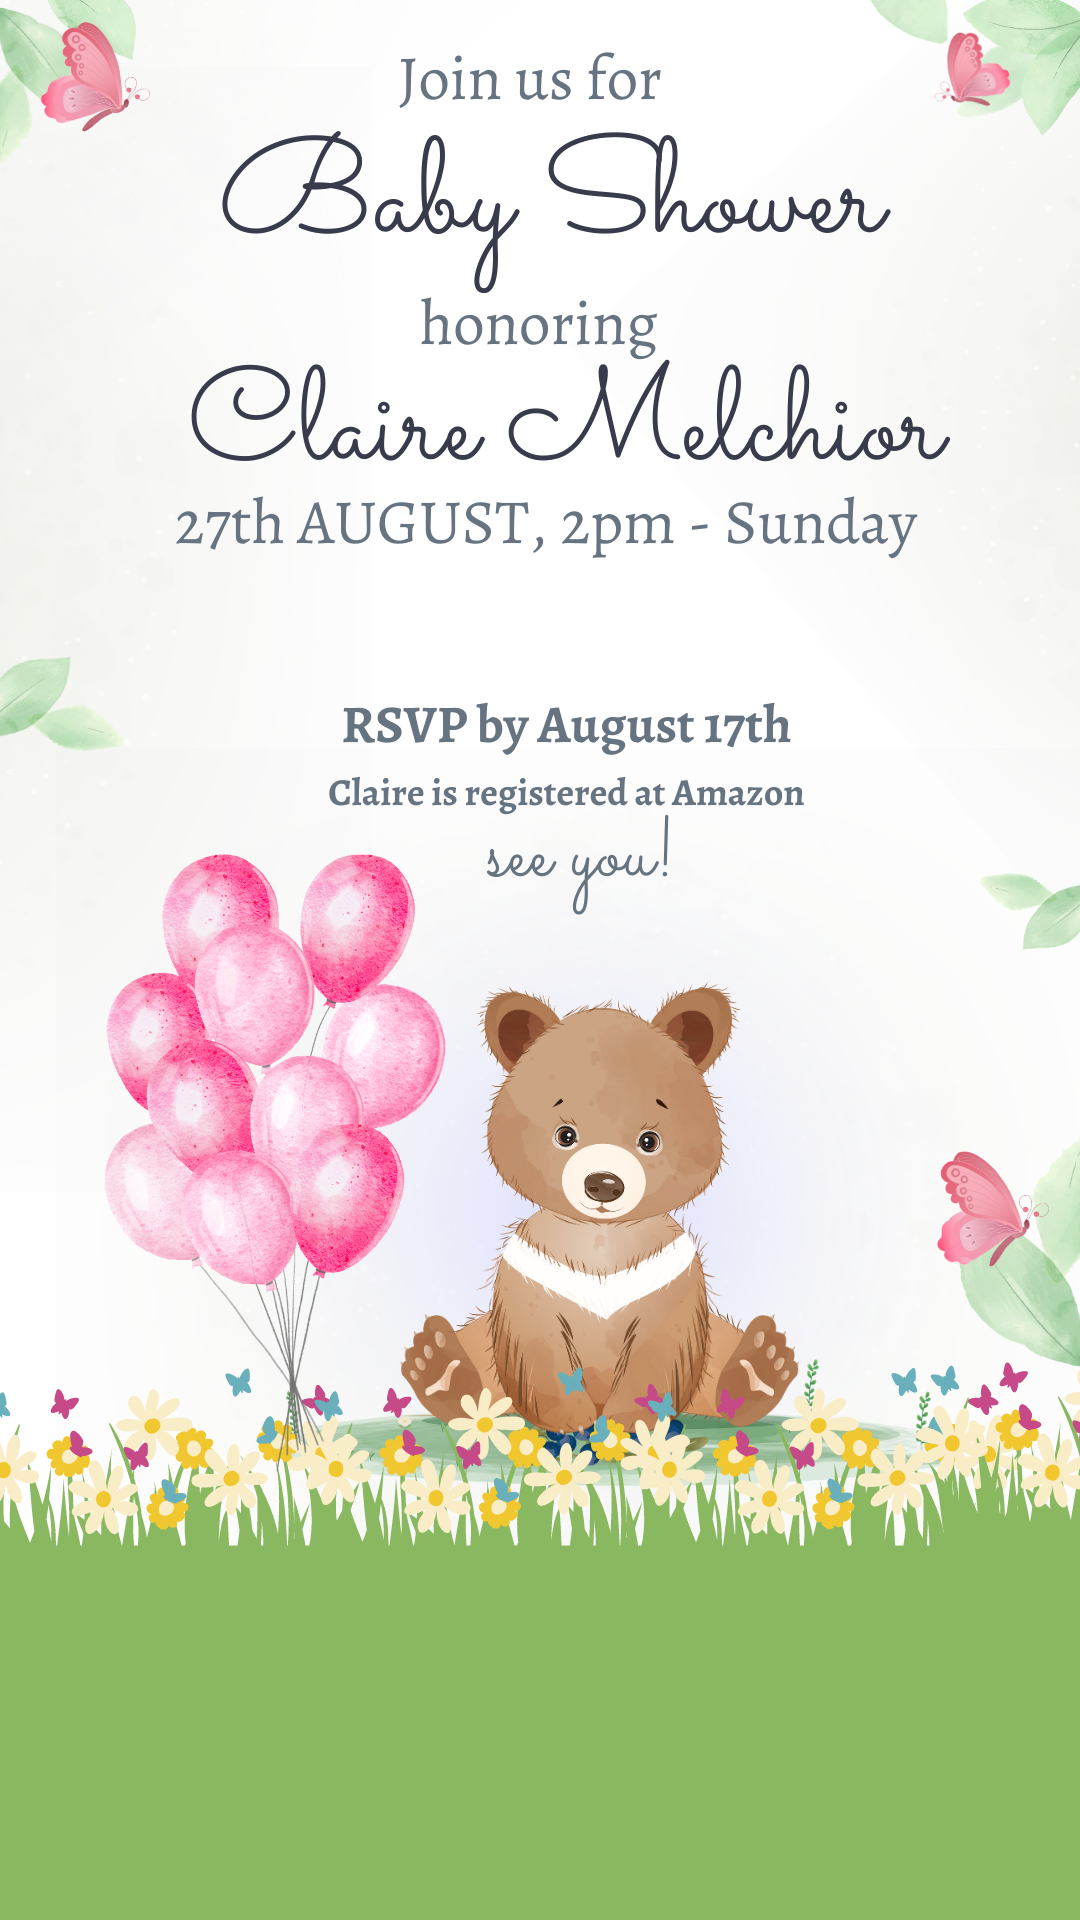 Join us for
Baby Shower
honoring
Claire Melchior
27th AUGUST, 2pm - Sunday
RSVP by August 17th
Claire is registered at Amazon
see you!